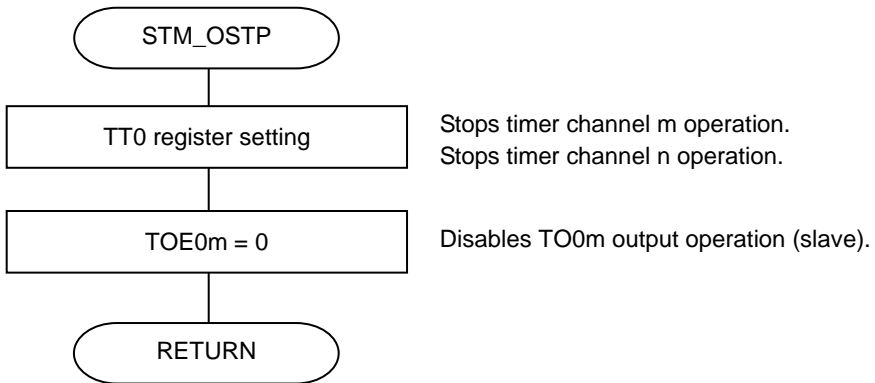 STM_OSTP
TT0 register setting
Stops timer channel m operation.
Stops timer channel n operation.
TOE0m = 0
Disables TO0m output operation (slave).
RETURN